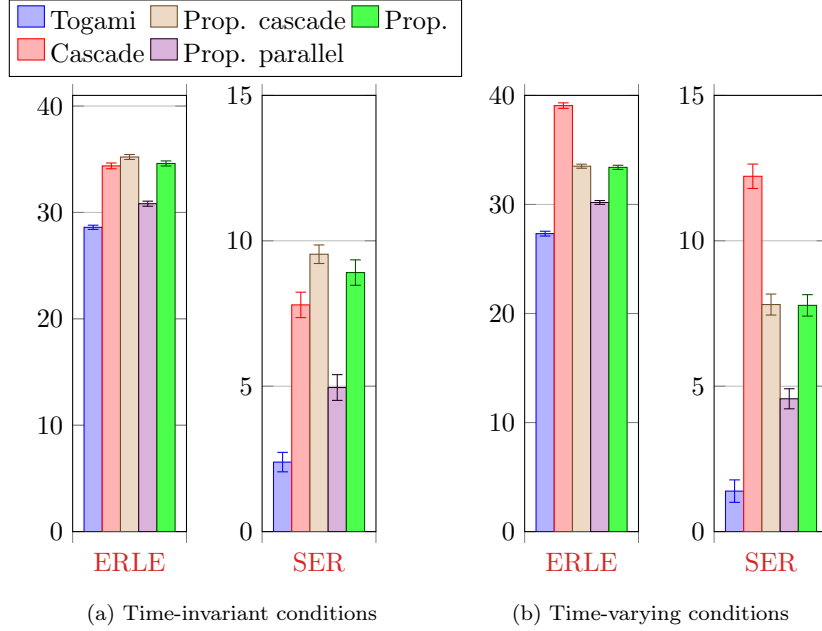 Togami Prop. cascade Prop.
Cascade Prop. parallel
40
30
20
10
0
ERLE
15
10
5
0
SER
(a) Time-invariant conditions
40
30
20
10
0
ERLE
15
10
5
0
SER
(b) Time-varying conditions